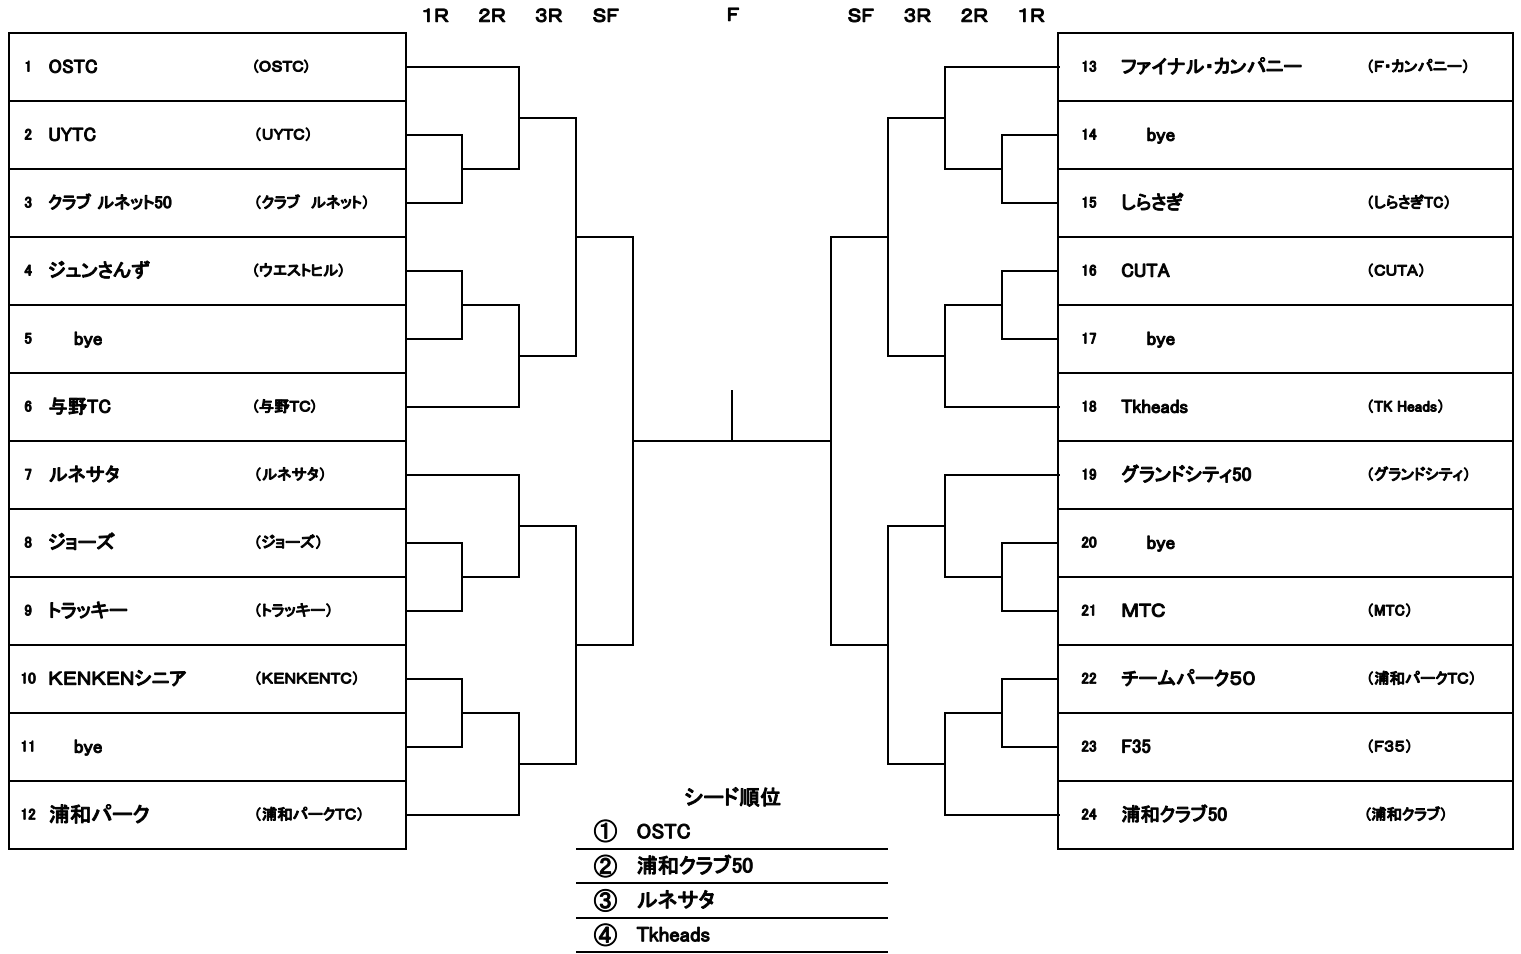 1R 2R 3R SF F SF 3R 2R 1R
1 OSTC (OSTC)
2 UYTC (UYTC)
3 クラブ ルネット50 (クラブ ルネット)
4 ジュンさんず (ウエストヒル)
5 bye
6 与野TC (与野TC)
7 ルネサタ (ルネサタ)
8 ジョーズ (ジョーズ)
9 トラッキー (トラッキー)
10 KENKENシニア (KENKENTC)
11 bye
12 浦和パーク (浦和パークTC)
13 ファイナル・カンパニー (F・カンパニー)
14 bye
15 しらさぎ (しらさぎTC)
16 CUTA (CUTA)
17 bye
18 Tkheads (TK Heads)
19 グランドシティ50 (グランドシティ)
20 bye
21 MTC (MTC)
22 チームパーク50 (浦和パークTC)
23 F35 (F35)
24 浦和クラブ50 (浦和クラブ)
シード順位
① OSTC
② 浦和クラブ50
③ ルネサタ
④ Tkheads